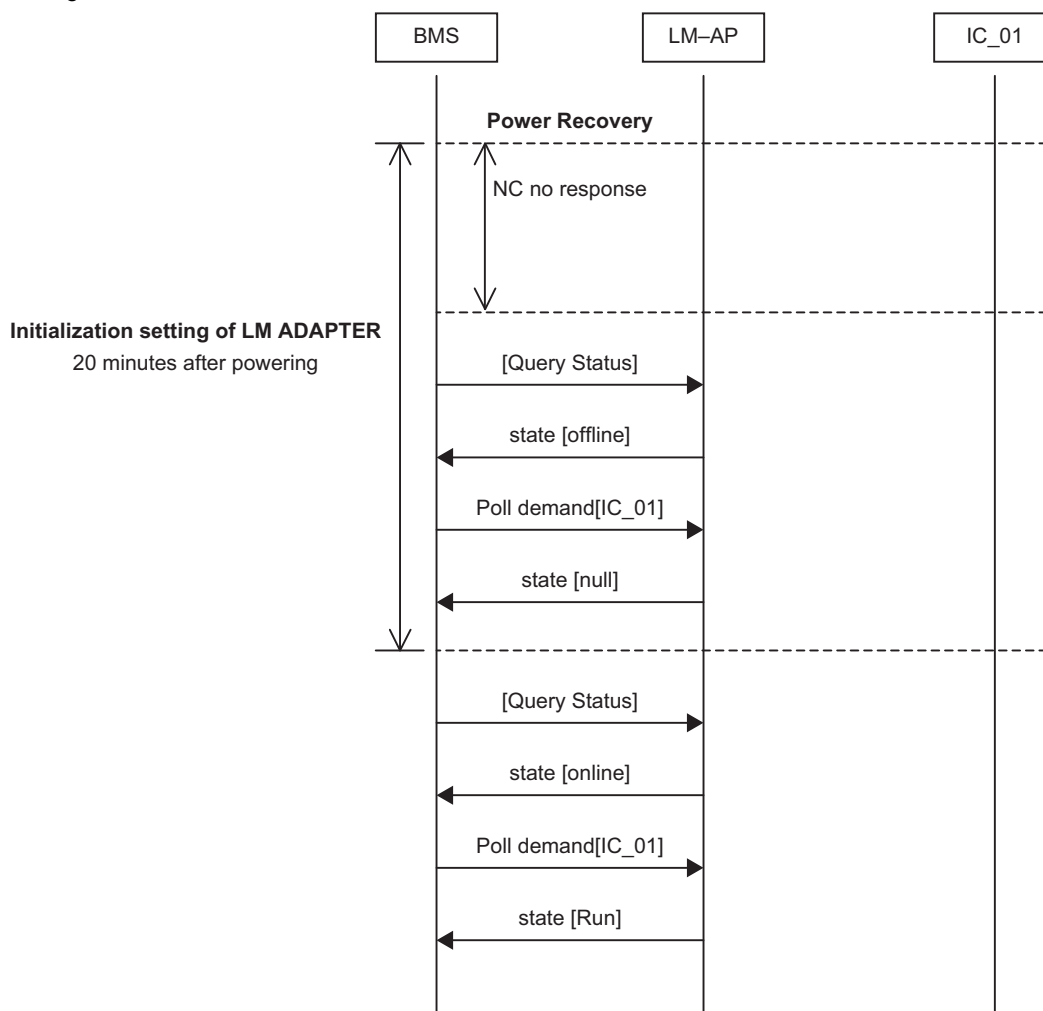 BMS
LM–AP
IC_01
Power Recovery
NC no response
Initialization setting of LM ADAPTER
20 minutes after powering
[Query Status]
state [offline]
Poll demand[IC_01]
state [null]
[Query Status]
state [online]
Poll demand[IC_01]
state [Run]